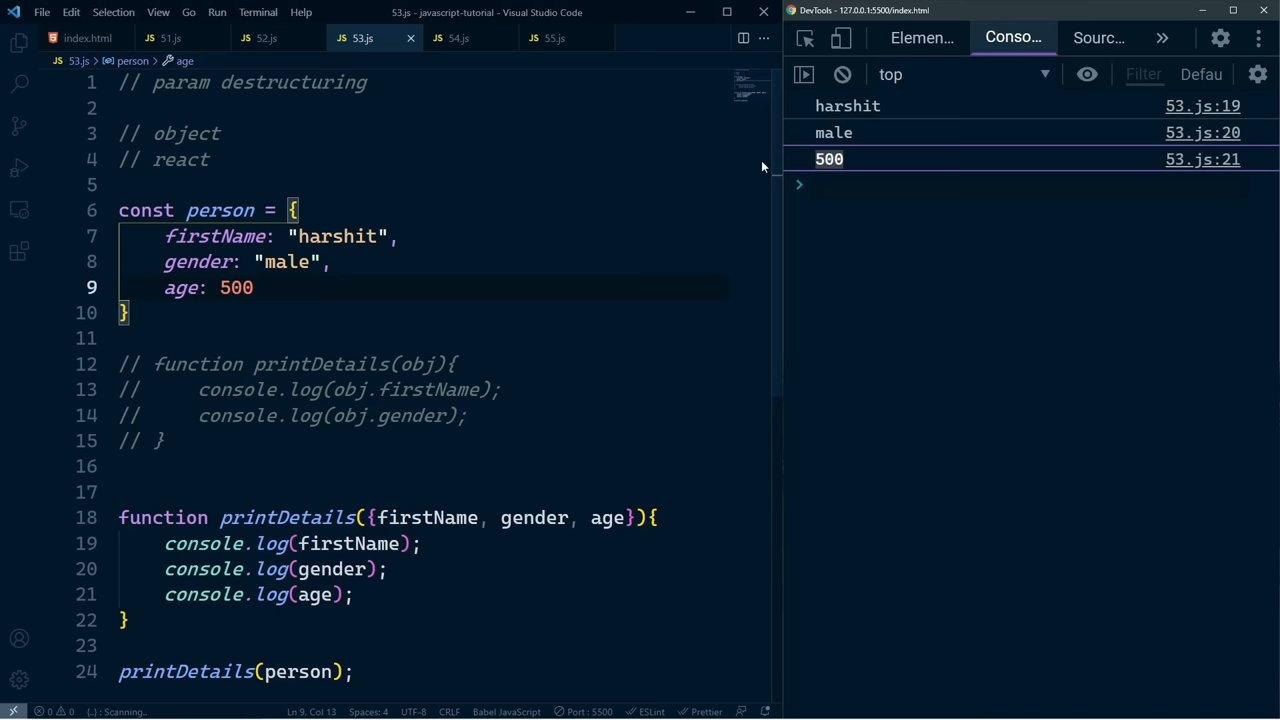 File Edit Selection View Go Run Terminal Help 53.js - javascript-tutorial - Visual Studio Code
index.html JS 51.js JS 52.js JS 53.js JS 54.js JS 55.js
JS 53.js > person > age
1 // param destructuring
2
3 // object
4 // react
5
6 const person = {
7 firstName: "harshit",
8 gender: "male",
9 age: 500
10 }
11
12 // function printDetails(obj){
13 // console.log(obj.firstName);
14 // console.log(obj.gender);
15 // }
16
17
18 function printDetails({firstName, gender, age}){
19 console.log(firstName);
20 console.log(gender);
21 console.log(age);
22 }
23
24 printDetails(person);
0 0 {..} : Scanning.. Ln 9, Col 13 Spaces: 4 UTF-8 CRLF Babel JavaScript Port : 5500 ESLint Prettier
DevTools - 127.0.0.1:5500/index.html
Elemen... Conso... Sourc... »
top Filter Defau
harshit 53.js:19
male 53.js:20
500 53.js:21
>